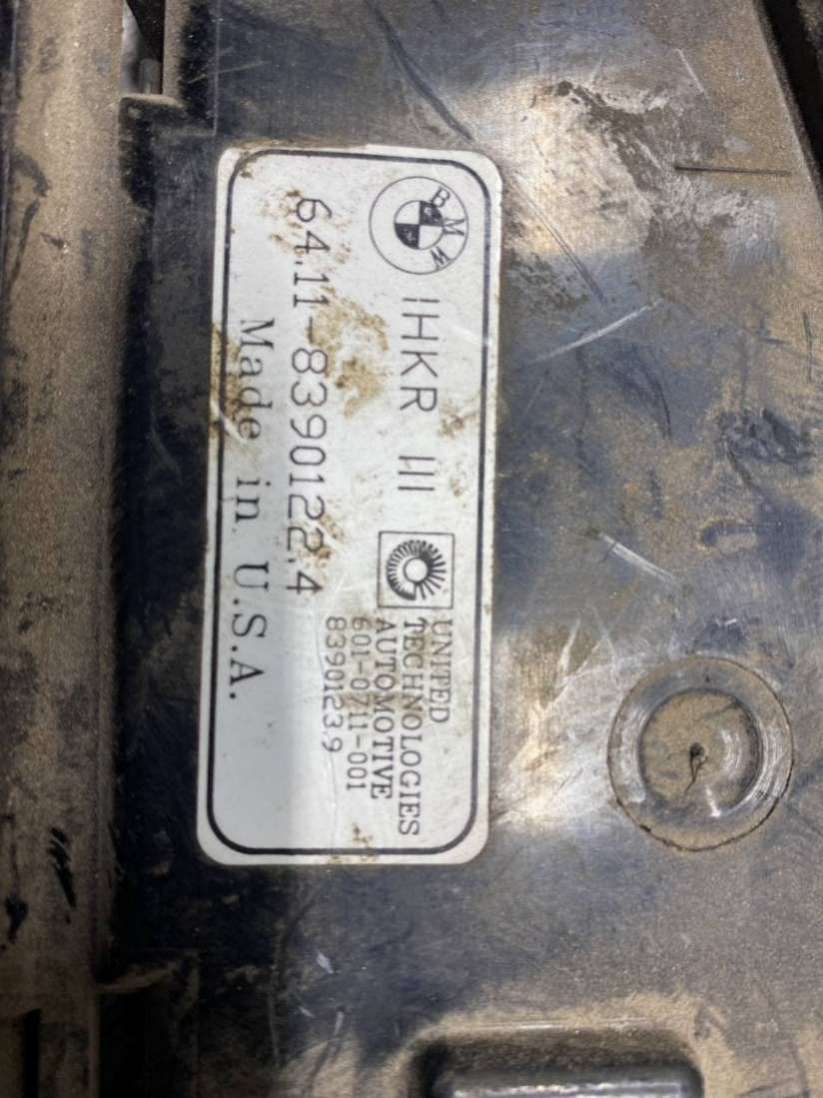 BMW
IHKR III
UNITED
TECHNOLOGIES
AUTOMOTIVE
601-0711-001
8390123.9
64.11-8390122.4
Made in U.S.A.